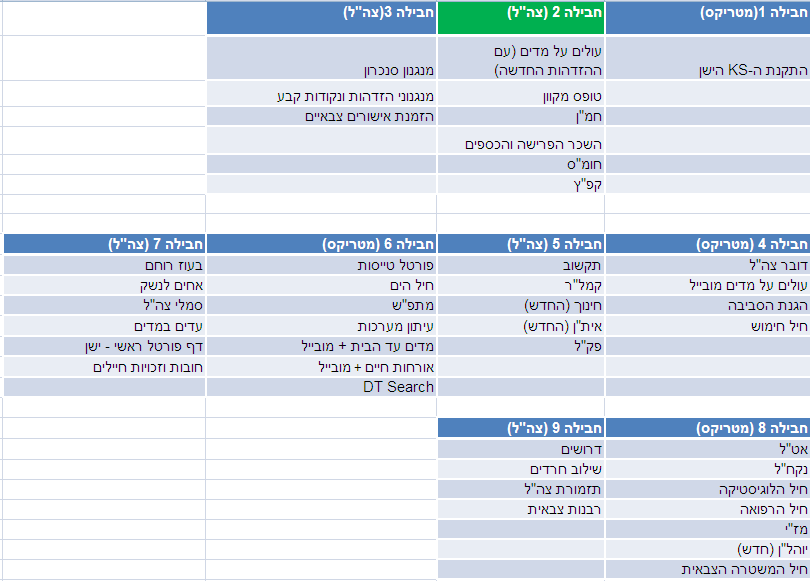 חבילה 1(מטריקס)
חבילה 2 (צה"ל)
חבילה 3(צה"ל)
התקנת ה-KS הישן
עולים על מדים (עם
ההזדהות החדשה)
מנגנון סנכרון
טופס מקוון
מנגנוני הזדהות ונקודות קבע
חמ"ן
הזמנת אישורים צבאיים
השכר הפרישה והכספים
חומ"ס
קפ"ץ
חבילה 4 (מטריקס)
חבילה 5 (צה"ל)
חבילה 6 (מטריקס)
חבילה 7 (צה"ל)
דובר צה"ל
תקשוב
פורטל טייסות
בעוז רוחם
עולים על מדים מובייל
קמל"ר
חיל הים
אחים לנשק
הגנת הסביבה
חינוך (החדש)
מתפ"ש
סמלי צה"ל
חיל חימוש
אית"ן (החדש)
עיתון מערכות
עדים במדים
פק"ל
מדים עד הבית + מובייל
דף פורטל ראשי - ישן
אורחות חיים + מובייל
חובות וזכויות חיילים
DT Search
חבילה 8 (מטריקס)
חבילה 9 (צה"ל)
אט"ל
דרושים
נקח"ל
שילוב חרדים
חיל הלוגיסטיקה
תזמורת צה"ל
חיל הרפואה
רבנות צבאית
מז"י
יוהל"ן (חדש)
חיל המשטרה הצבאית